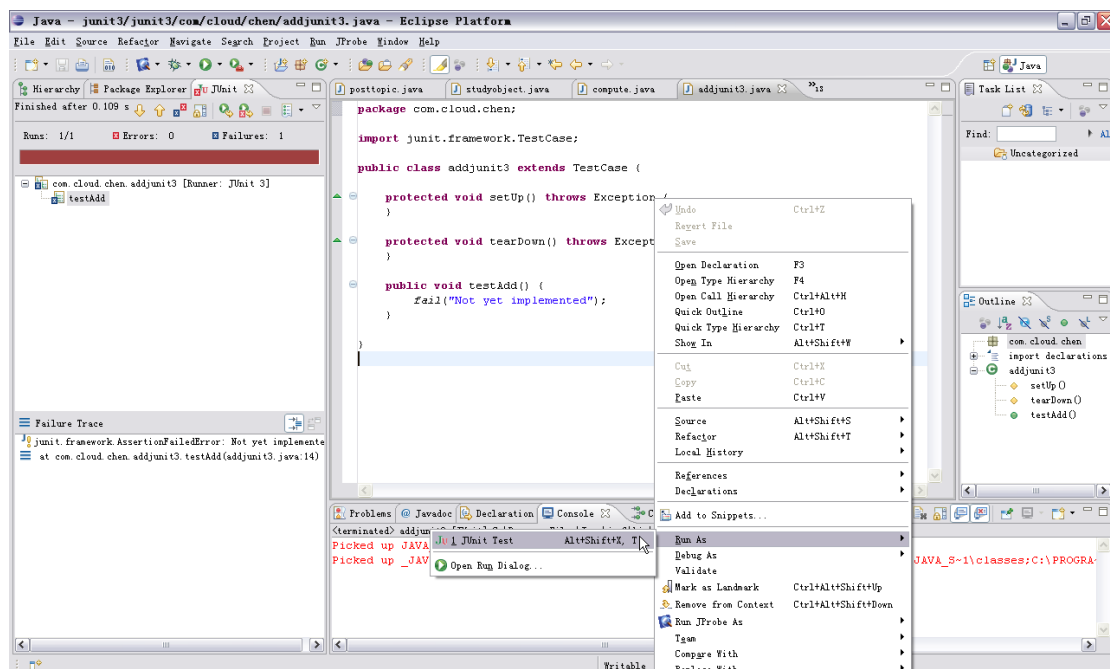 Java - junit3/junit3/com/cloud/chen/addjunit3.java - Eclipse Platform
File Edit Source Refactor Navigate Search Project Run JProbe Window Help
Java
Hierarchy Package Explorer JUnit
Finished after 0.109 s
Runs: 1/1 Errors: 0 Failures: 1
com.cloud.chen.addjunit3 [Runner: JUnit 3]
testAdd
Failure Trace
junit.framework.AssertionFailedError: Not yet implemente
at com.cloud.chen.addjunit3.testAdd(addjunit3.java:14)
posttopic.java studyobject.java compute.java addjunit3.java »18
package com.cloud.chen;
import junit.framework.TestCase;
public class addjunit3 extends TestCase {
protected void setUp() throws Exception {
}
protected void tearDown() throws Except
}
public void testAdd() {
fail("Not yet implemented");
}
}
Undo Ctrl+Z
Revert File
Save
Open Declaration F3
Open Type Hierarchy F4
Open Call Hierarchy Ctrl+Alt+H
Quick Outline Ctrl+O
Quick Type Hierarchy Ctrl+T
Show In Alt+Shift+W
Cut Ctrl+X
Copy Ctrl+C
Paste Ctrl+V
Source Alt+Shift+S
Refactor Alt+Shift+T
Local History
References
Declarations
Add to Snippets...
Run As
Debug As
Validate
Mark as Landmark Ctrl+Alt+Shift+Up
Remove from Context Ctrl+Alt+Shift+Down
Run JProbe As
Team
Compare With
Replace With
1 JUnit Test Alt+Shift+X, T
Open Run Dialog...
Task List
Find: Al
Uncategorized
Outline
com.cloud.chen
import declarations
addjunit3
setUp()
tearDown()
testAdd()
Problems Javadoc Declaration Console C
<terminated>
Picked up JAVA
Picked up _JAV JAVA_S~1\classes;C:\PROGRA~
Writable